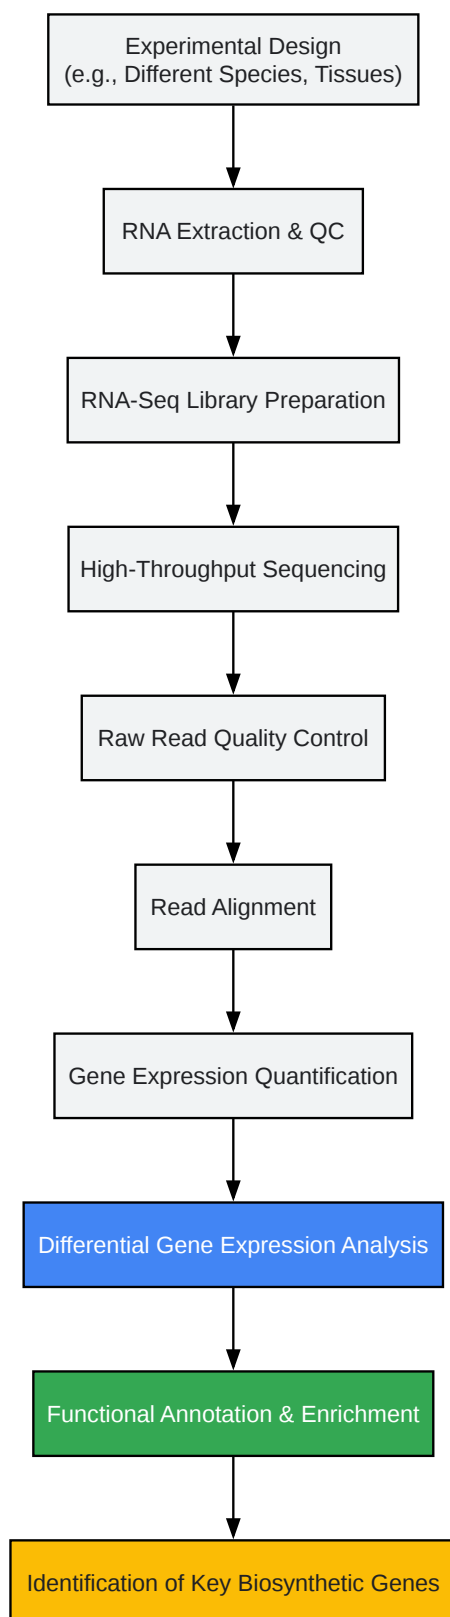 Experimental Design
(e.g., Different Species, Tissues)
RNA Extraction & QC
RNA-Seq Library Preparation
High-Throughput Sequencing
Raw Read Quality Control
Read Alignment
Gene Expression Quantification
Differential Gene Expression Analysis
Functional Annotation & Enrichment
Identification of Key Biosynthetic Genes